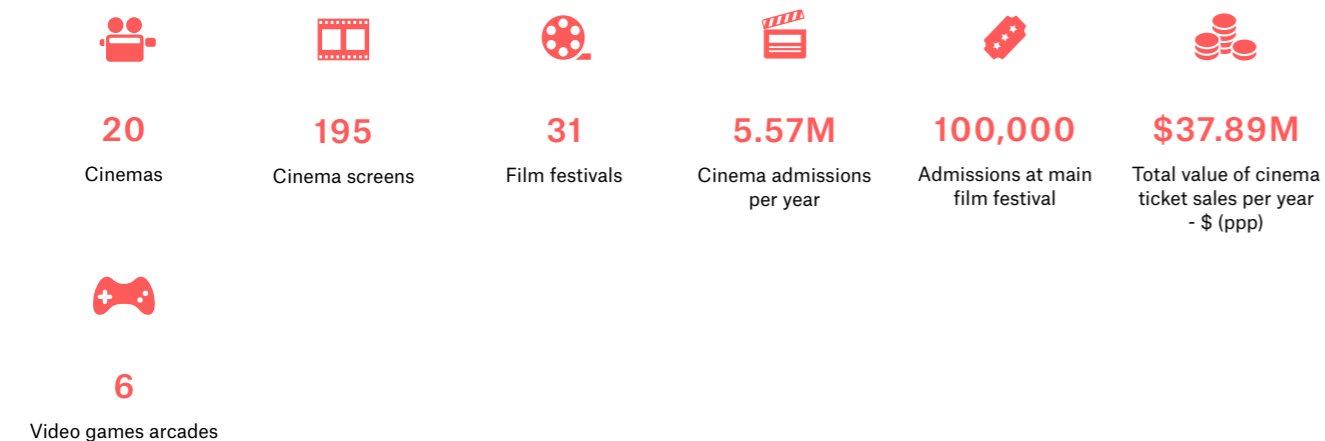 20
Cinemas
195
Cinema screens
31
Film festivals
5.57M
Cinema admissions
per year
100,000
Admissions at main
film festival
$37.89M
Total value of cinema
ticket sales per year
- $ (ppp)
6
Video games arcades